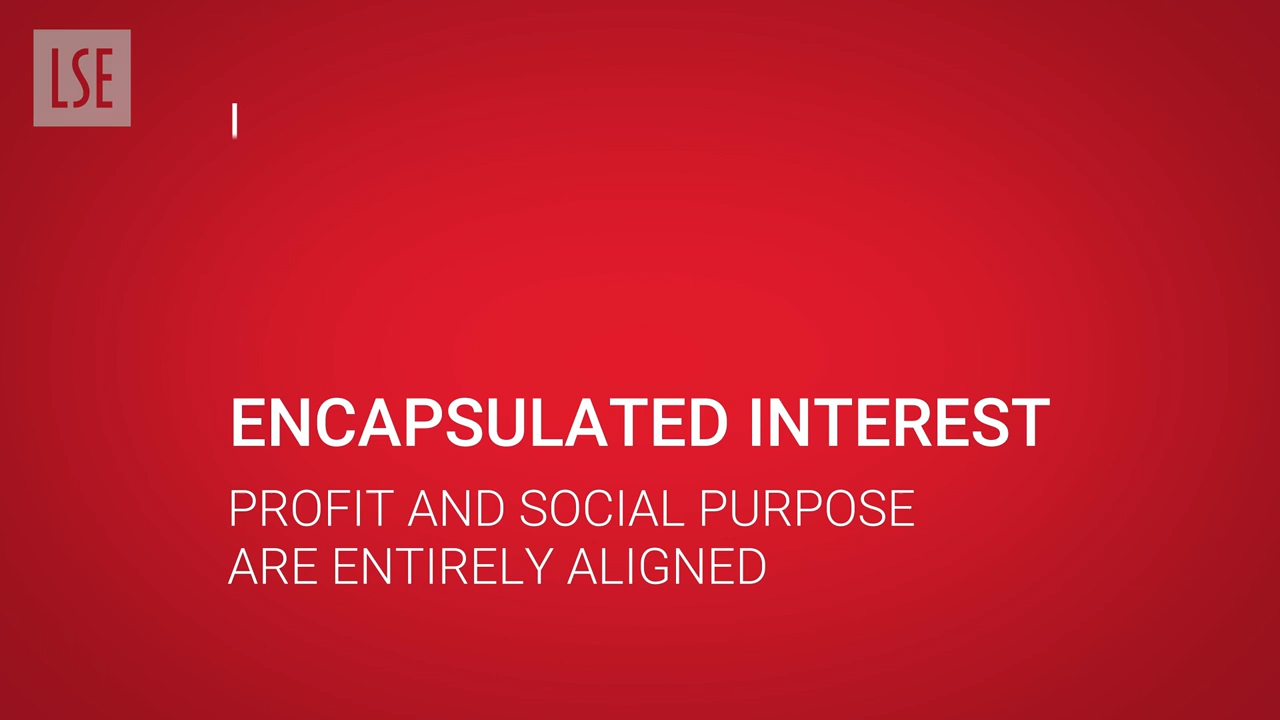 LSE
ENCAPSULATED INTEREST
PROFIT AND SOCIAL PURPOSE
ARE ENTIRELY ALIGNED